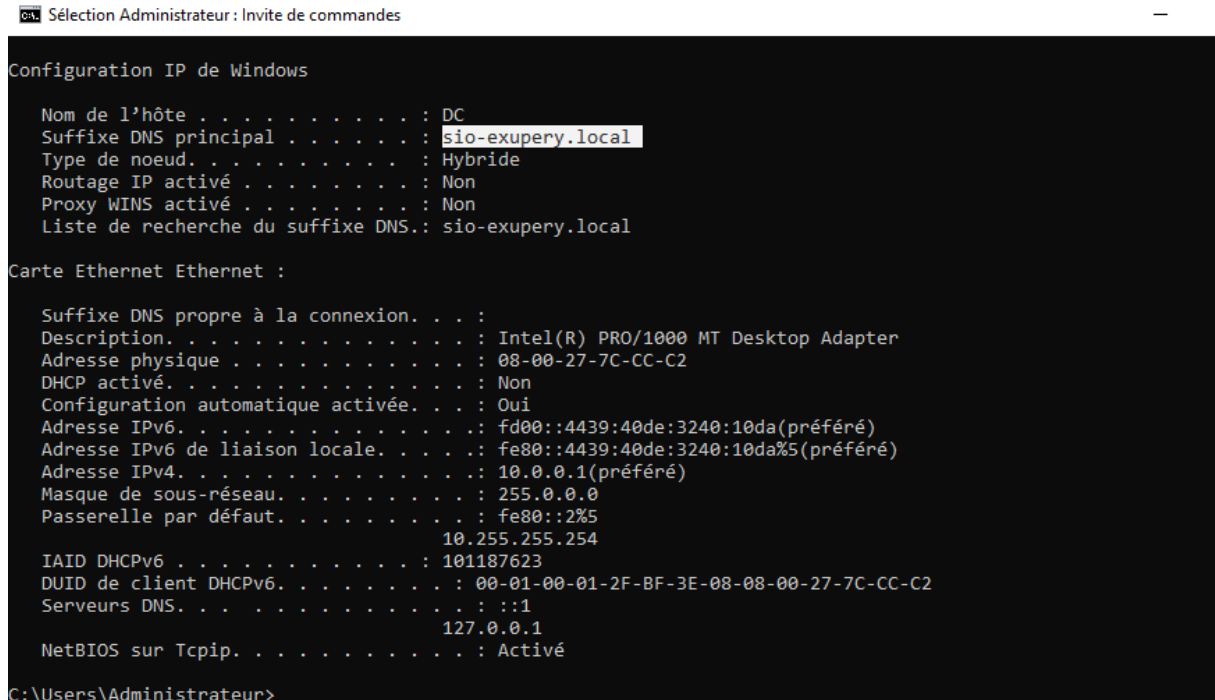 Sélection Administrateur : Invite de commandes
Configuration IP de Windows
Nom de l’hôte . . . . . . . . . . : DC
Suffixe DNS principal . . . . . . : sio-exupery.local
Type de noeud. . . . . . . . . . : Hybride
Routage IP activé . . . . . . . . : Non
Proxy WINS activé . . . . . . . . : Non
Liste de recherche du suffixe DNS.: sio-exupery.local
Carte Ethernet Ethernet :
Suffixe DNS propre à la connexion. . . :
Description. . . . . . . . . . . . . . : Intel(R) PRO/1000 MT Desktop Adapter
Adresse physique . . . . . . . . . . . : 08-00-27-7C-CC-C2
DHCP activé. . . . . . . . . . . . . . : Non
Configuration automatique activée. . . : Oui
Adresse IPv6. . . . . . . . . . . . . .: fd00::4439:40de:3240:10da(préféré)
Adresse IPv6 de liaison locale. . . . .: fe80::4439:40de:3240:10da%5(préféré)
Adresse IPv4. . . . . . . . . . . . . .: 10.0.0.1(préféré)
Masque de sous-réseau. . . . . . . . . : 255.0.0.0
Passerelle par défaut. . . . . . . . . : fe80::2%5
10.255.255.254
IAID DHCPv6 . . . . . . . . . . . : 101187623
DUID de client DHCPv6. . . . . . . . : 00-01-00-01-2F-BF-3E-08-08-00-27-7C-CC-C2
Serveurs DNS. . . . . . . . . . . . . : ::1
127.0.0.1
NetBIOS sur Tcpip. . . . . . . . . . . : Activé
C:\Users\Administrateur>